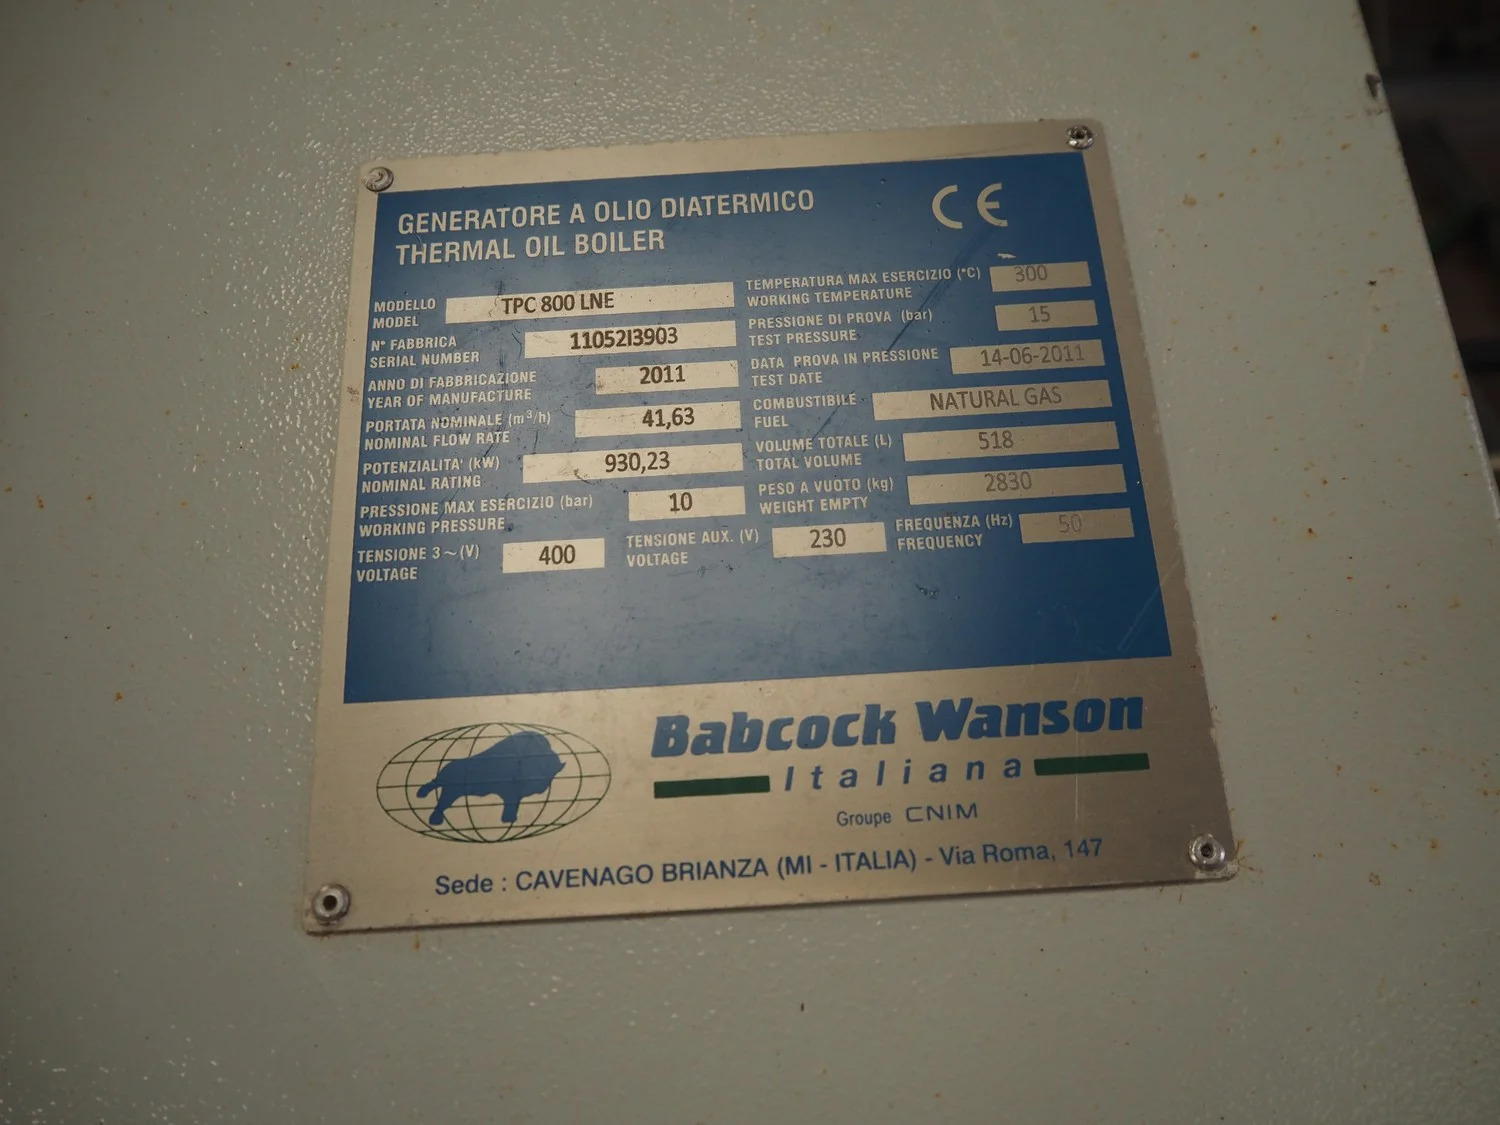 GENERATORE A OLIO DIATERMICO
THERMAL OIL BOILER
CE
MODELLO
MODEL
TPC 800 LNE
N° FABBRICA
SERIAL NUMBER
11052I3903
ANNO DI FABBRICAZIONE
YEAR OF MANUFACTURE
2011
PORTATA NOMINALE (m³/h)
NOMINAL FLOW RATE
41,63
POTENZIALITA' (kW)
NOMINAL RATING
930,23
PRESSIONE MAX ESERCIZIO (bar)
WORKING PRESSURE
10
TENSIONE 3~(V)
VOLTAGE
400
TENSIONE AUX. (V)
VOLTAGE
230
TEMPERATURA MAX ESERCIZIO (°C)
WORKING TEMPERATURE
300
PRESSIONE DI PROVA (bar)
TEST PRESSURE
15
DATA PROVA IN PRESSIONE
TEST DATE
14-06-2011
COMBUSTIBILE
FUEL
NATURAL GAS
VOLUME TOTALE (L)
TOTAL VOLUME
518
PESO A VUOTO (kg)
WEIGHT EMPTY
2830
FREQUENZA (Hz)
FREQUENCY
50
Babcock Wanson
Italiana
Groupe CNIM
Sede : CAVENAGO BRIANZA (MI - ITALIA) - Via Roma, 147